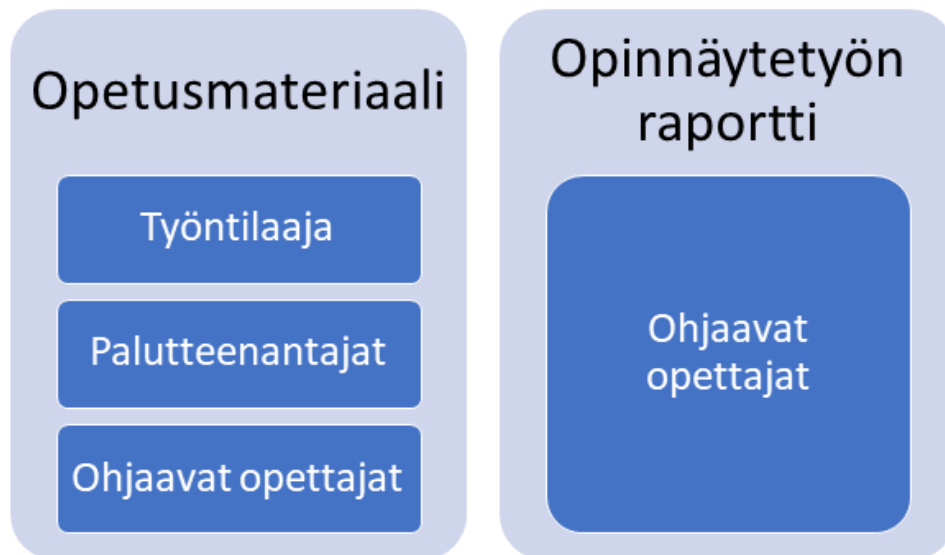 Opetusmateriaali
Työntilaaja
Palutteenantajat
Ohjaavat opettajat
Opinnäytetyön
raportti
Ohjaavat
opettajat